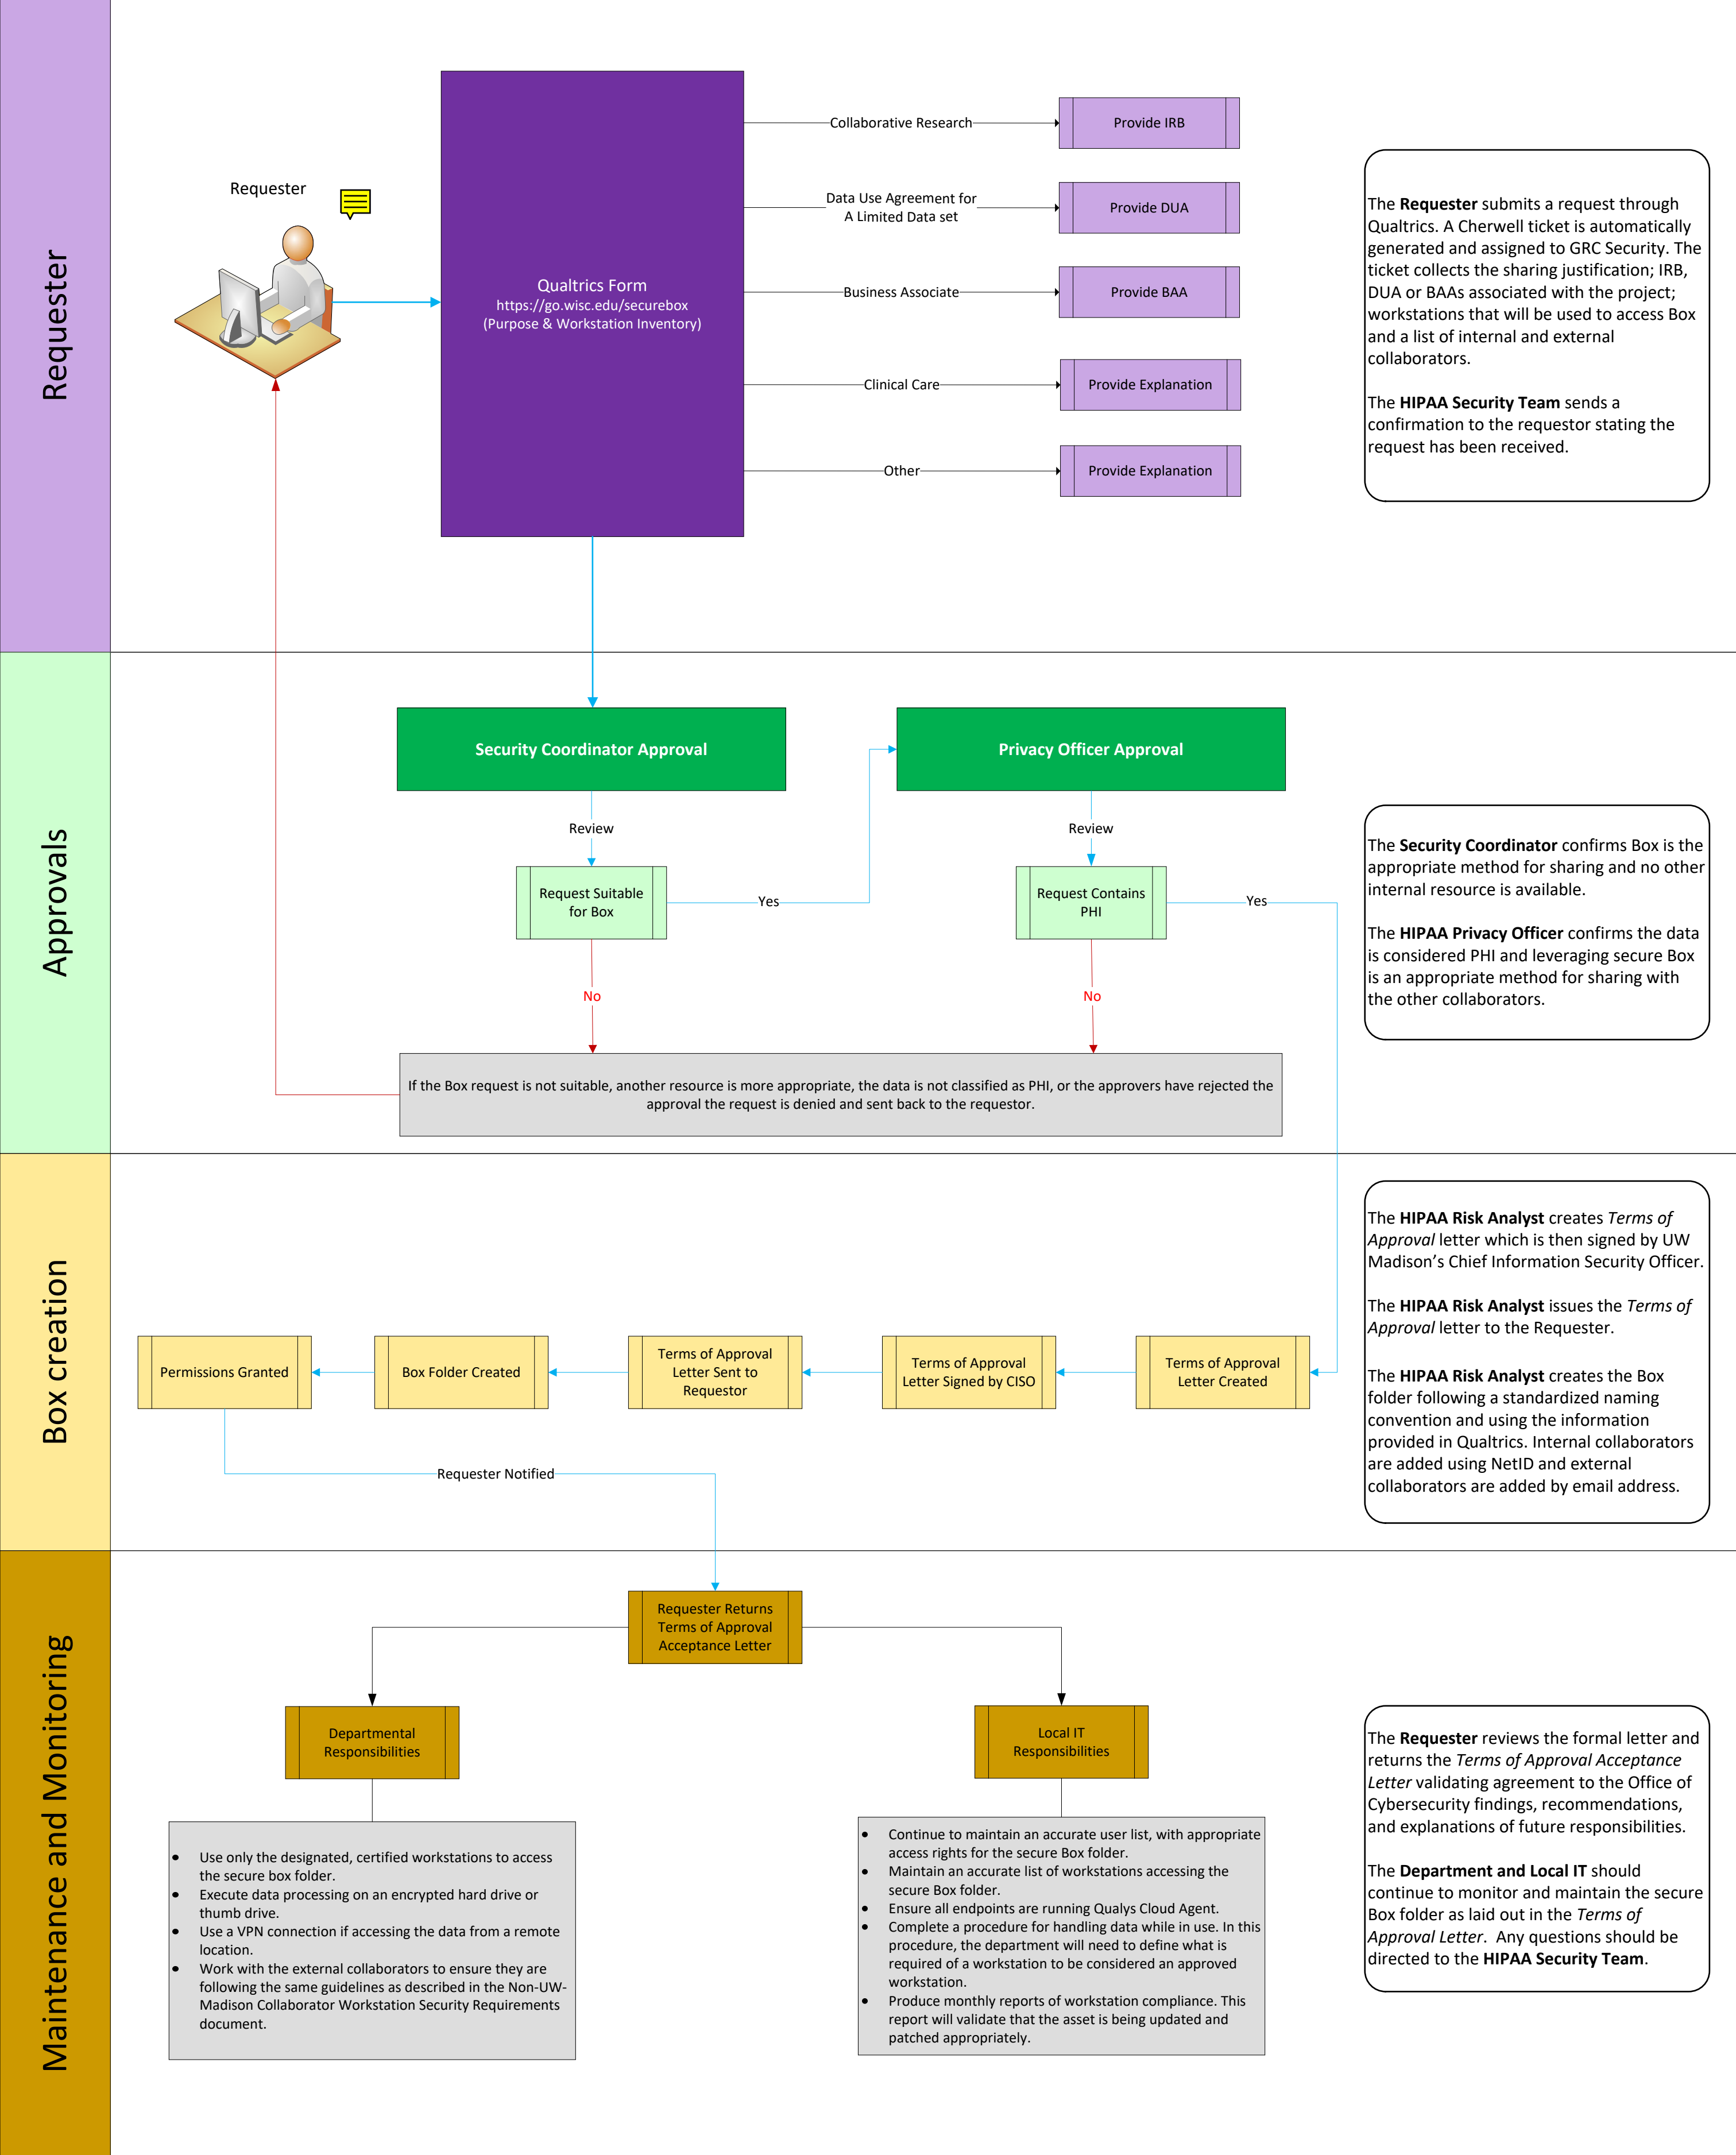 Requester
Requester
Qualtrics Form
https://go.wisc.edu/securebox
(Purpose & Workstation Inventory)
Collaborative Research
Provide IRB
Data Use Agreement for
A Limited Data set
Provide DUA
Business Associate
Provide BAA
Clinical Care
Provide Explanation
Other
Provide Explanation
The Requester submits a request through
Qualtrics. A Cherwell ticket is automatically
generated and assigned to GRC Security. The
ticket collects the sharing justification; IRB,
DUA or BAAs associated with the project;
workstations that will be used to access Box
and a list of internal and external
collaborators.
The HIPAA Security Team sends a
confirmation to the requestor stating the
request has been received.
Approvals
Security Coordinator Approval
Privacy Officer Approval
Review
Review
Request Suitable
for Box
Yes
Request Contains
PHI
Yes
No
No
If the Box request is not suitable, another resource is more appropriate, the data is not classified as PHI, or the approvers have rejected the
approval the request is denied and sent back to the requestor.
The Security Coordinator confirms Box is the
appropriate method for sharing and no other
internal resource is available.
The HIPAA Privacy Officer confirms the data
is considered PHI and leveraging secure Box
is an appropriate method for sharing with
the other collaborators.
Box creation
Permissions Granted
Box Folder Created
Terms of Approval
Letter Sent to
Requestor
Terms of Approval
Letter Signed by CISO
Terms of Approval
Letter Created
Requester Notified
The HIPAA Risk Analyst creates Terms of
Approval letter which is then signed by UW
Madison’s Chief Information Security Officer.
The HIPAA Risk Analyst issues the Terms of
Approval letter to the Requester.
The HIPAA Risk Analyst creates the Box
folder following a standardized naming
convention and using the information
provided in Qualtrics. Internal collaborators
are added using NetID and external
collaborators are added by email address.
Maintenance and Monitoring
Requester Returns
Terms of Approval
Acceptance Letter
Departmental
Responsibilities
Local IT
Responsibilities
• Use only the designated, certified workstations to access
the secure box folder.
• Execute data processing on an encrypted hard drive or
thumb drive.
• Use a VPN connection if accessing the data from a remote
location.
• Work with the external collaborators to ensure they are
following the same guidelines as described in the Non-UW-
Madison Collaborator Workstation Security Requirements
document.
• Continue to maintain an accurate user list, with appropriate
access rights for the secure Box folder.
• Maintain an accurate list of workstations accessing the
secure Box folder.
• Ensure all endpoints are running Qualys Cloud Agent.
• Complete a procedure for handling data while in use. In this
procedure, the department will need to define what is
required of a workstation to be considered an approved
workstation.
• Produce monthly reports of workstation compliance. This
report will validate that the asset is being updated and
patched appropriately.
The Requester reviews the formal letter and
returns the Terms of Approval Acceptance
Letter validating agreement to the Office of
Cybersecurity findings, recommendations,
and explanations of future responsibilities.
The Department and Local IT should
continue to monitor and maintain the secure
Box folder as laid out in the Terms of
Approval Letter.  Any questions should be
directed to the HIPAA Security Team.